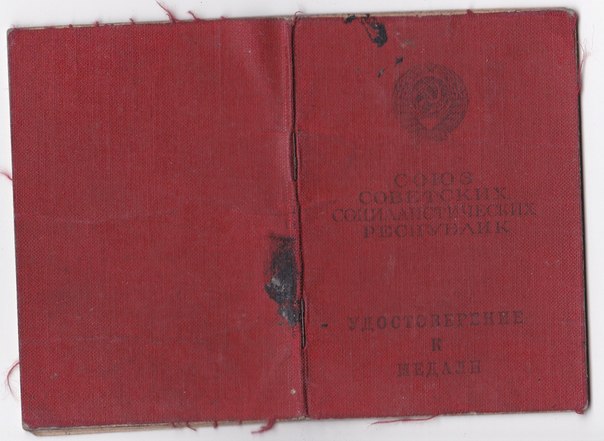 СОЮЗ
СОВЕТСКИХ
СОЦИАЛИСТИЧЕСКИХ
РЕСПУБЛИК
УДОСТОВЕРЕНИЕ
К
МЕДАЛИ